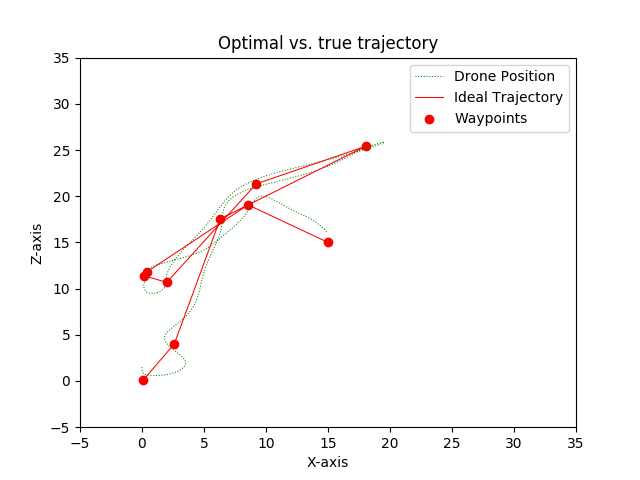 Optimal vs. true trajectory
Drone Position
Ideal Trajectory
Waypoints
35
30
25
20
15
10
5
0
−5
Z-axis
−5 0 5 10 15 20 25 30 35
X-axis